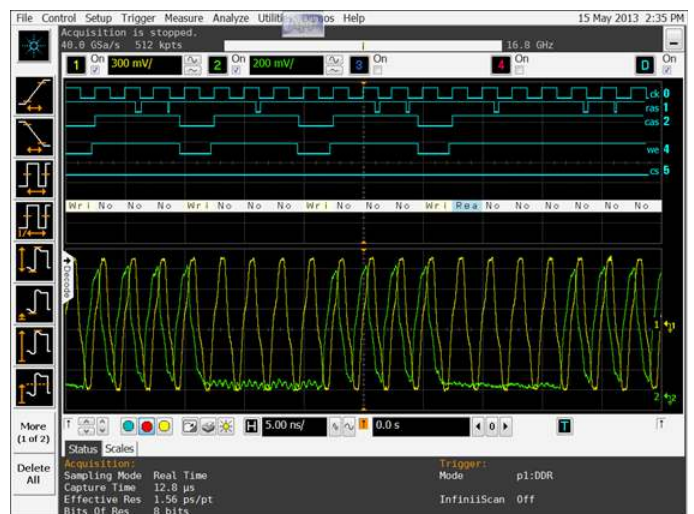 File Control Setup Trigger Measure Analyze Utilities Demos Help 15 May 2013 2:35 PM
Acquisition is stopped.
40.0 GSa/s 512 kpts 16.8 GHz
1 On 300 mV/ 2 On 200 mV/ 3 On 4 On D On
ck 0
ras 1
cas 2
we 4
cs 5
Wri No No No Wri No No No Wri No No No Wri Rea No No No No No No
Decode
1
2
More
(1 of 2)
H 5.00 ns/ 0.0 s 0 T
Delete
All
Status Scales
Acquisition:
Sampling Mode Real Time
Capture Time 12.8 µs
Effective Res 1.56 ps/pt
Bits Of Res 8 bits
Trigger:
Mode p1:DDR
InfiniiScan Off